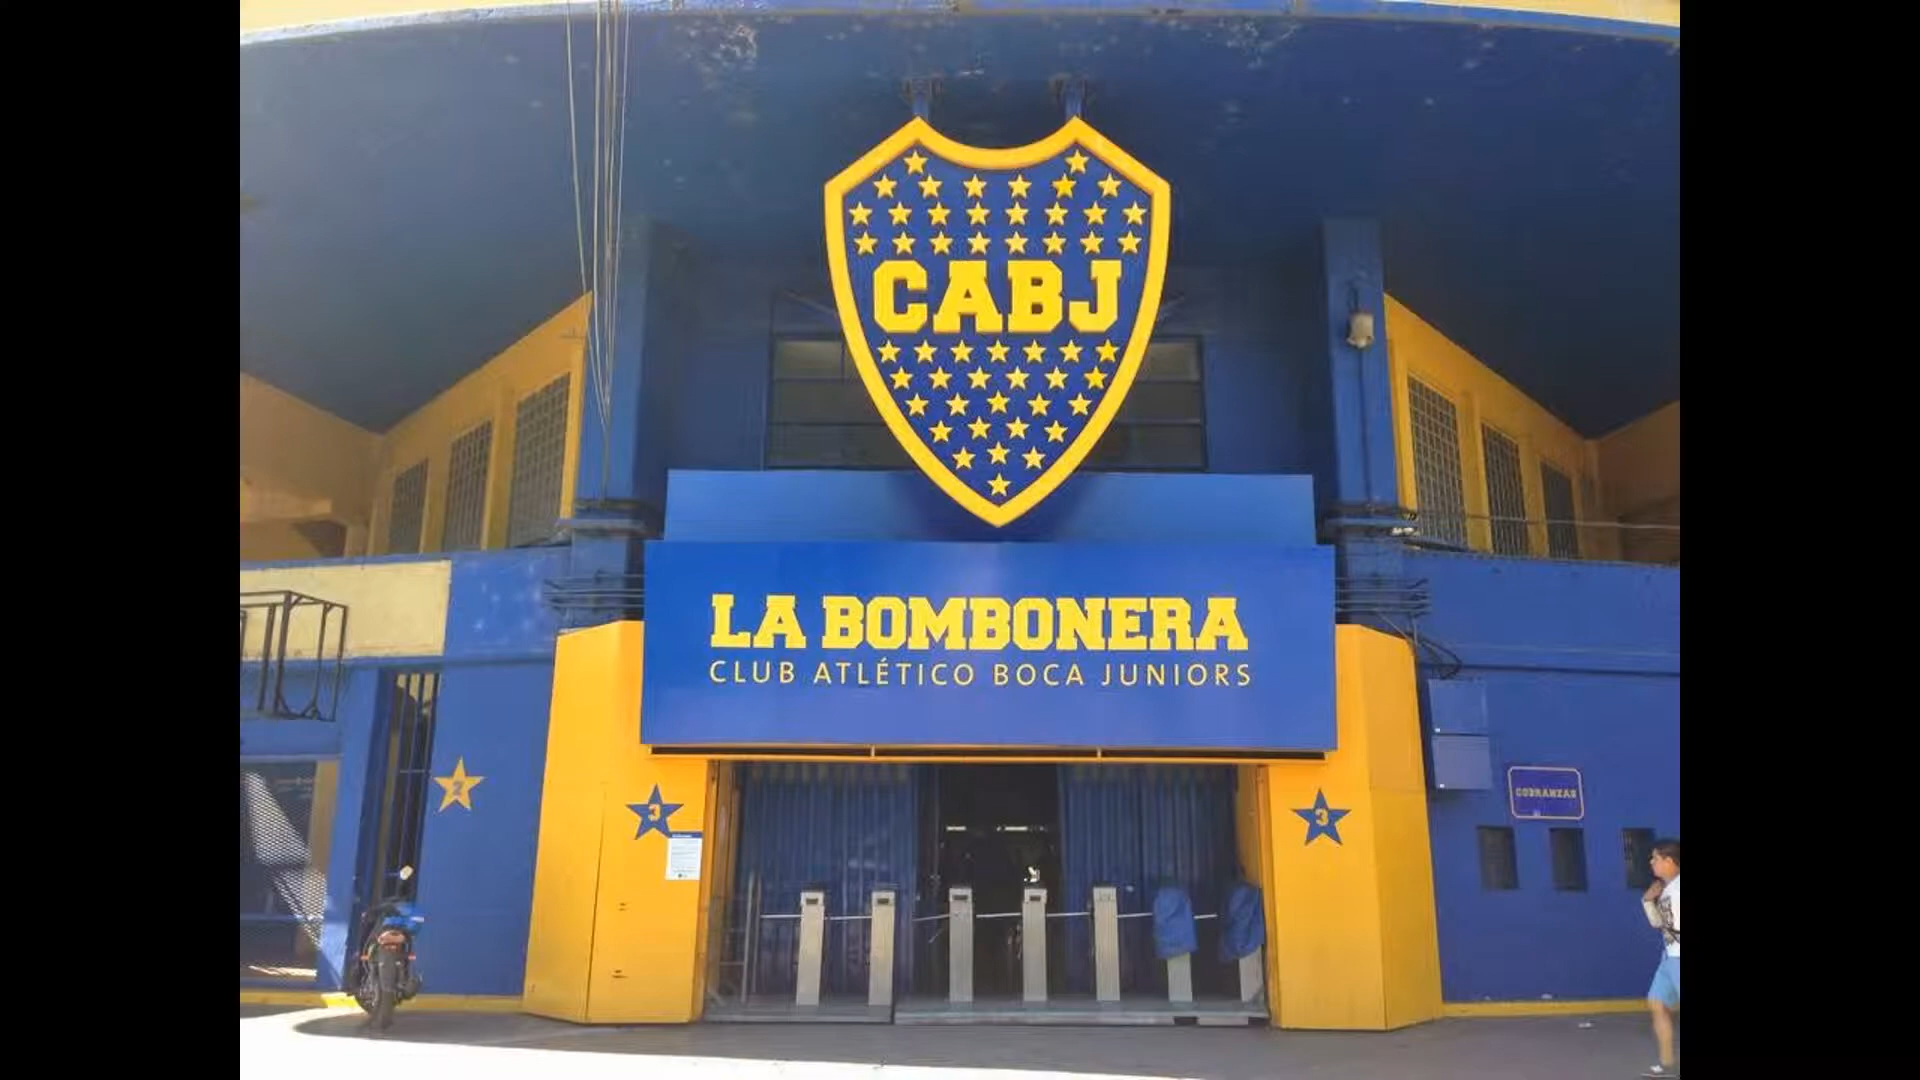 CABJ
LA BOMBONERA
CLUB ATLÉTICO BOCA JUNIORS
2
3
3
COBRANZAS